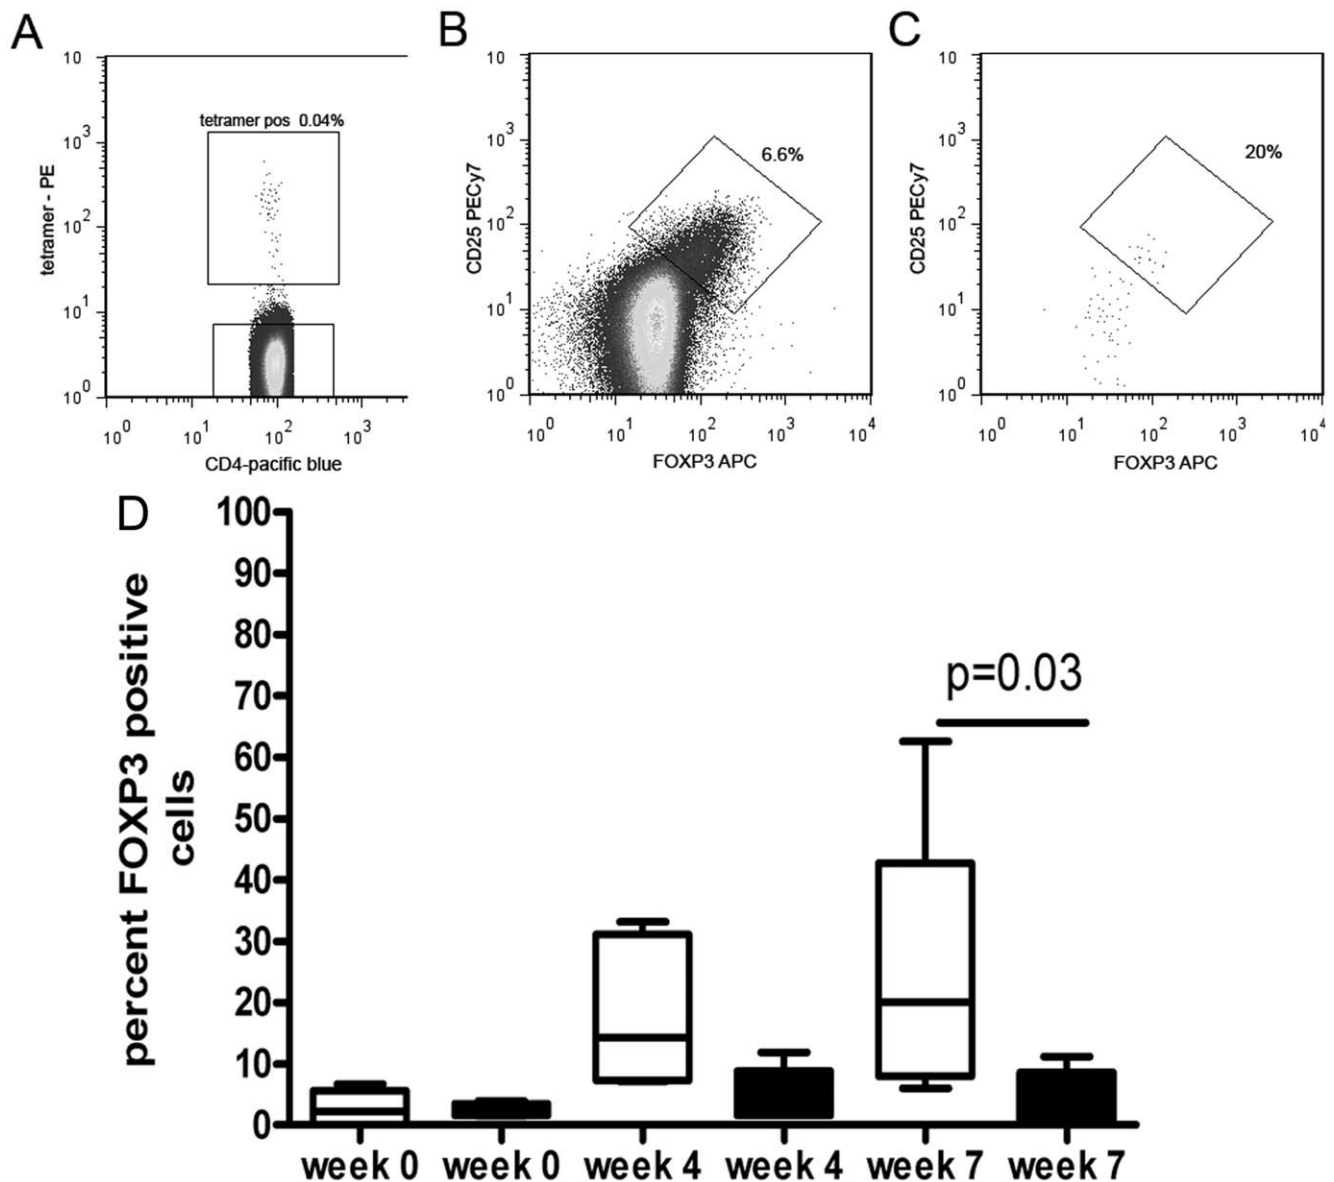 A
B
C
10
10³
10²
10¹
10⁰
tetramer - PE
tetramer pos 0.04%
10⁰ 10¹ 10² 10³
CD4-pacific blue
10
10³
10²
10¹
10⁰
CD25 PECy7
6.6%
10⁰ 10¹ 10² 10³ 10⁴
FOXP3 APC
10
10³
10²
10¹
10⁰
CD25 PECy7
20%
10⁰ 10¹ 10² 10³ 10⁴
FOXP3 APC
D
percent FOXP3 positive
cells
100
90
80
70
60
50
40
30
20
10
0
p=0.03
week 0 week 0 week 4 week 4 week 7 week 7